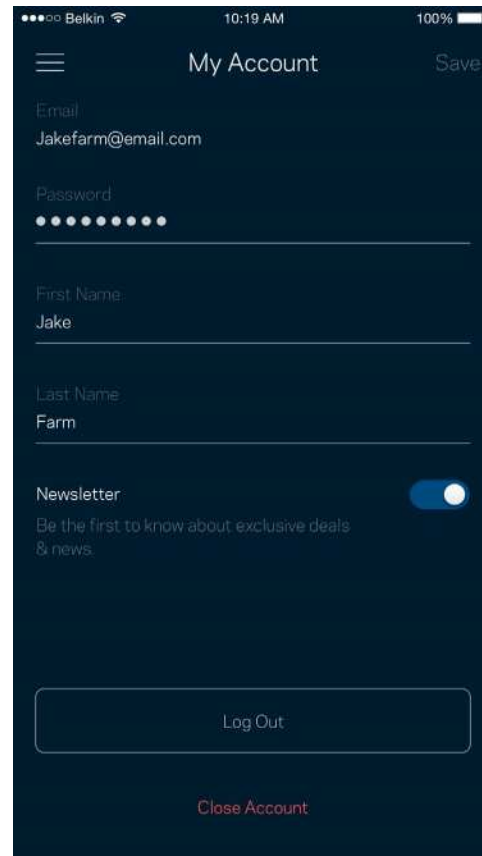 Belkin 10:19 AM 100%
My Account Save
Email
Jakefarm@email.com
Password
First Name
Jake
Last Name
Farm
Newsletter
Be the first to know about exclusive deals
& news.
Log Out
Close Account